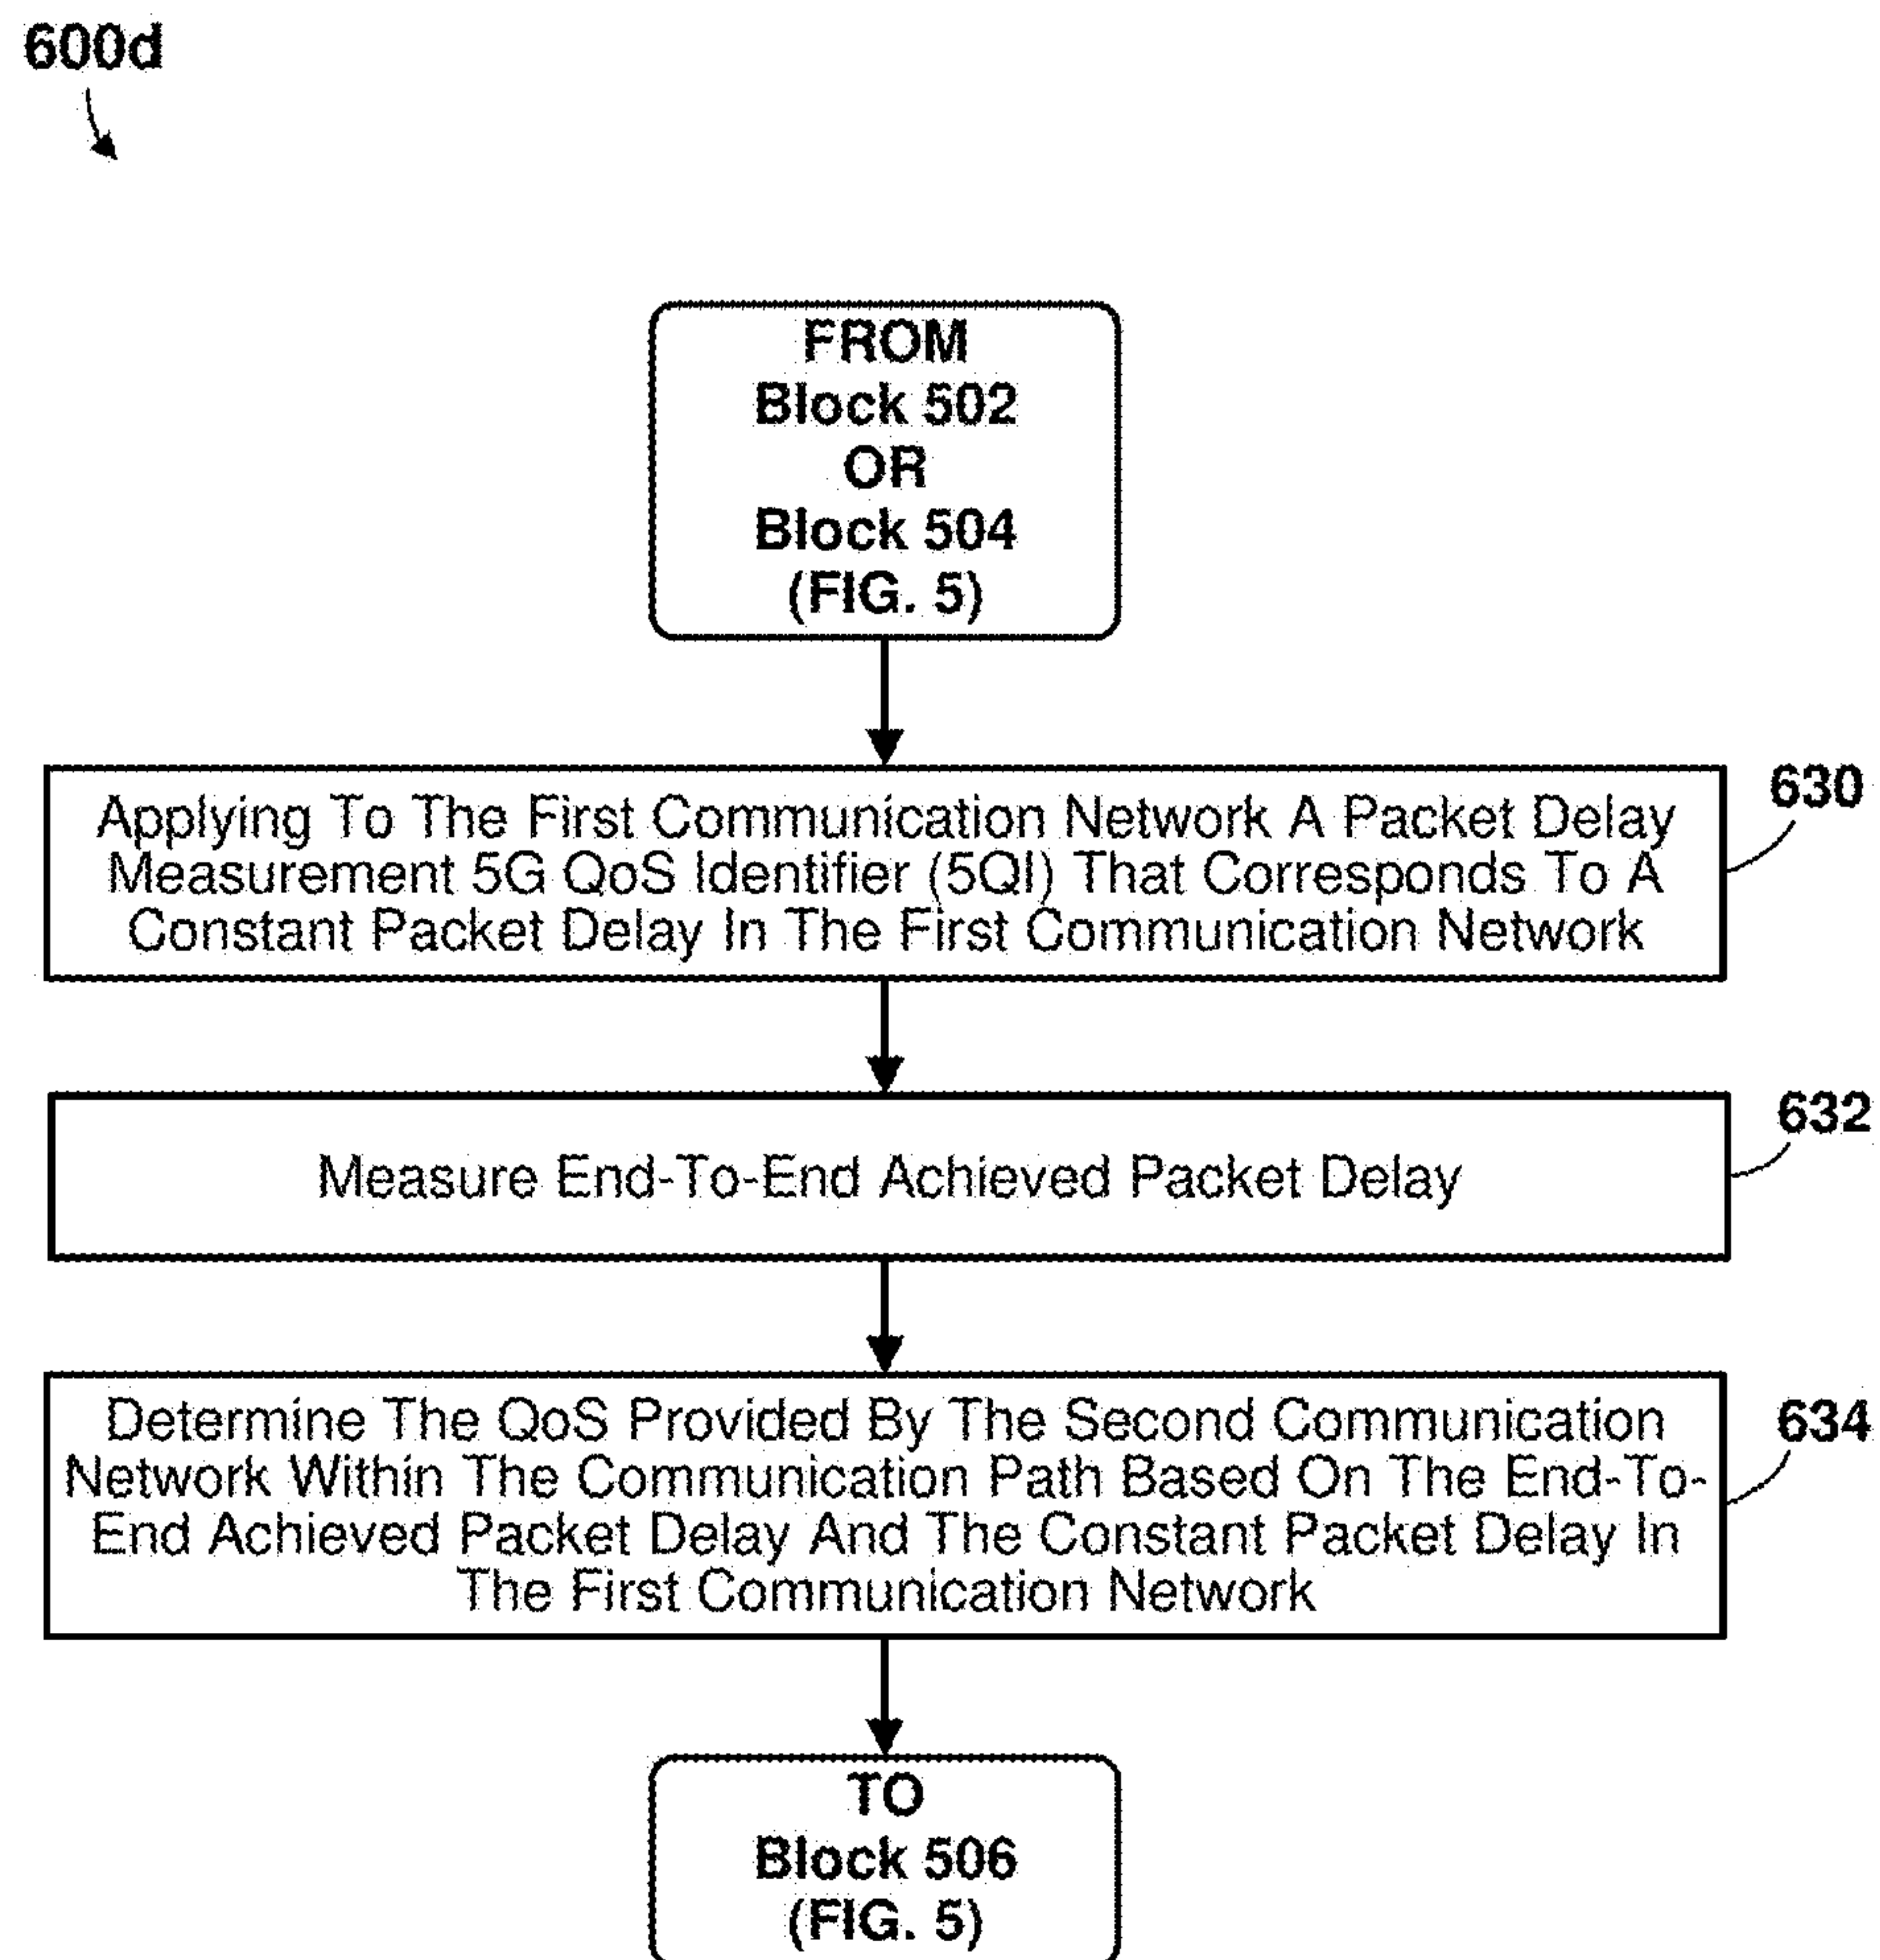 600d
FROM
Block 502
OR
Block 504
(FIG. 5)
Applying To The First Communication Network A Packet Delay
Measurement 5G QoS Identifier (5QI) That Corresponds To A
Constant Packet Delay In The First Communication Network
630
Measure End-To-End Achieved Packet Delay
632
Determine The QoS Provided By The Second Communication
Network Within The Communication Path Based On The End-To-
End Achieved Packet Delay And The Constant Packet Delay In
The First Communication Network
634
TO
Block 506
(FIG. 5)